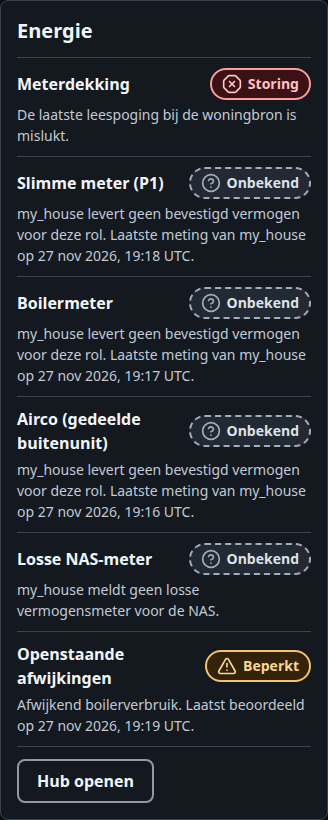 Energie
Meterdekking
Storing
De laatste leespoging bij de woningbron is
mislukt.
Slimme meter (P1)
Onbekend
my_house levert geen bevestigd vermogen
voor deze rol. Laatste meting van my_house
op 27 nov 2026, 19:18 UTC.
Boilermeter
Onbekend
my_house levert geen bevestigd vermogen
voor deze rol. Laatste meting van my_house
op 27 nov 2026, 19:17 UTC.
Airco (gedeelde
buitenunit)
Onbekend
my_house levert geen bevestigd vermogen
voor deze rol. Laatste meting van my_house
op 27 nov 2026, 19:16 UTC.
Losse NAS-meter
Onbekend
my_house meldt geen losse
vermogensmeter voor de NAS.
Openstaande
afwijkingen
Beperkt
Afwijkend boilerverbruik. Laatst beoordeeld
op 27 nov 2026, 19:19 UTC.
Hub openen